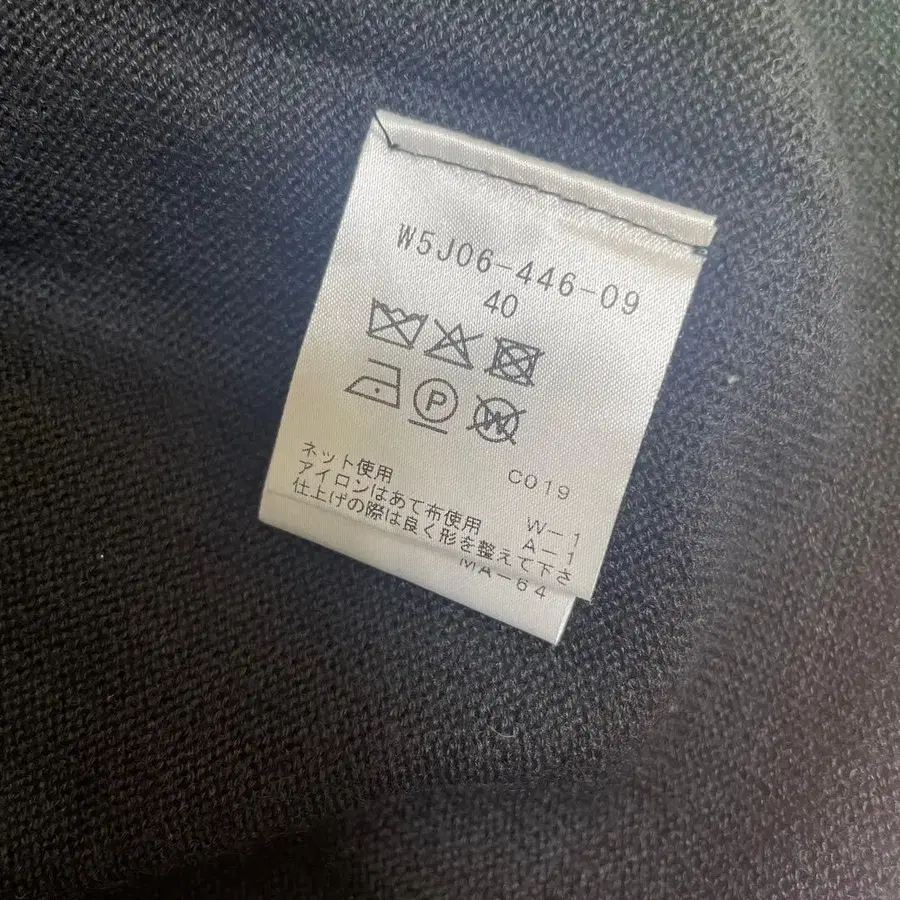 W5J06-446-09
40
P W
C019
ネット使用
W-1
アイロンはあて布使用
A-1
仕上げの際は良く形を整えて下さ
MA-64